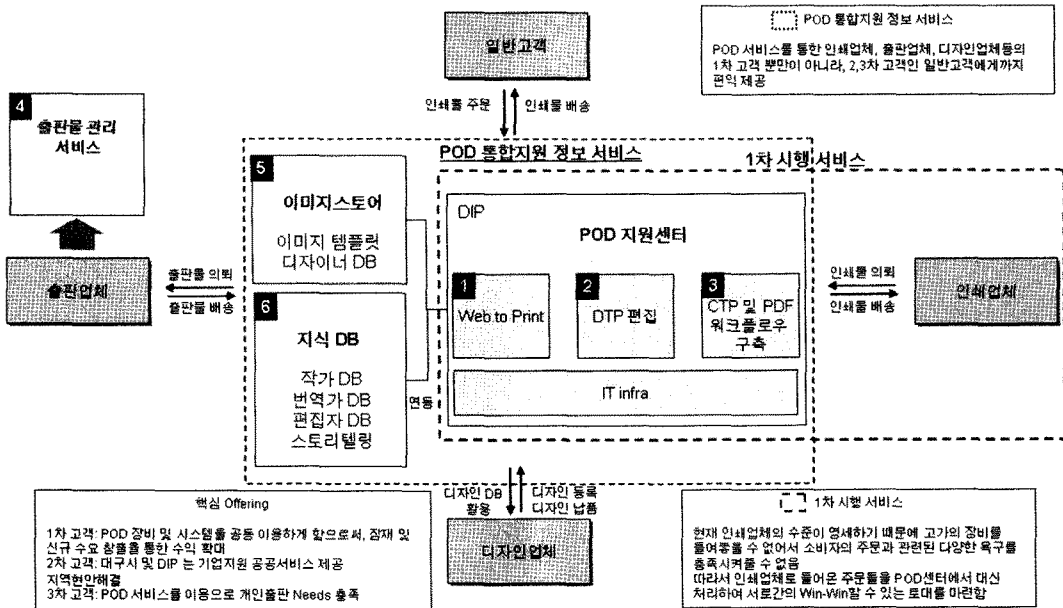 POD 통합지원 정보 서비스
POD 서비스를 통한 인쇄업체, 출판업체, 디자인업체등의
1차 고객 뿐만이 아니라, 2,3차 고객인 일반고객에게까지
편익 제공
일반고객
인쇄물 주문
인쇄물 배송
4
출판물 관리
서비스
POD 통합지원 정보 서비스
1차 시행 서비스
5
이미지스토어
이미지 템플릿
디자이너 DB
DIP
POD 지원센터
출판업체
출판물 의뢰
출판물 배송
6
지식 DB
작가 DB
번역가 DB
편집자 DB
스토리텔링
연동
1
Web to Print
2
DTP 편집
3
CTP 및 PDF
워크플로우
구축
IT infra
인쇄물 의뢰
인쇄물 배송
인쇄업체
디자인 DB
활용
디자인 등록
디자인 납품
디자인업체
핵심 Offering
1차 고객: POD 장비 및 시스템을 공동 이용하게 함으로써, 잠재 및
신규 수요 창출을 통한 수익 확대
2차 고객: 대구시 및 DIP 는 기업지원 공공서비스 제공
지역현안해결
3차 고객: POD 서비스를 이용으로 개인출판 Needs 충족
1차 시행 서비스
현재 인쇄업체의 수준이 영세하기 때문에 고가의 장비를
들여놓을 수 없어서 소비자의 주문과 관련된 다양한 욕구를
충족시켜줄 수 없음
따라서 인쇄업체로 들어온 주문들을 POD센터에서 대신
처리하여 서로간의 Win-Win할 수 있는 토대를 마련함